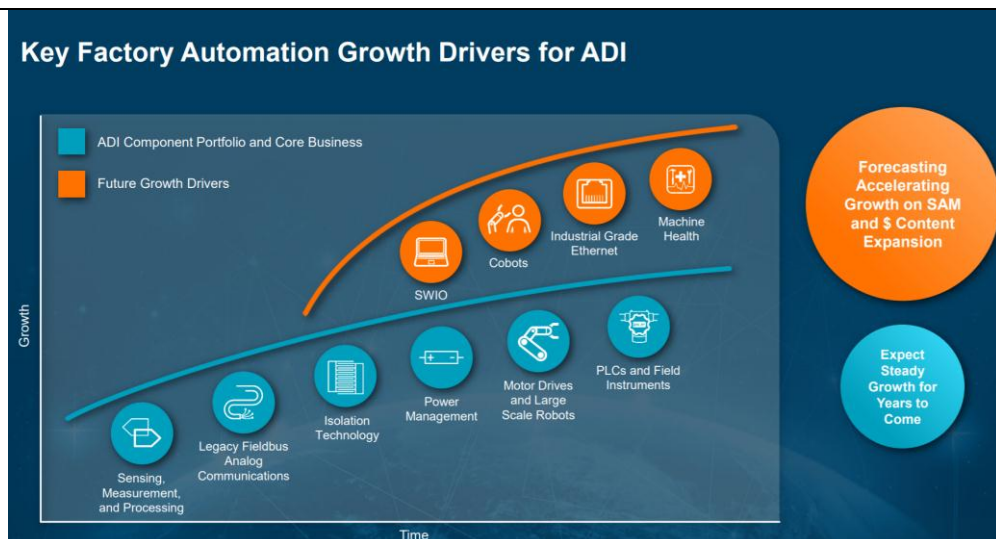 Key Factory Automation Growth Drivers for ADI
ADI Component Portfolio and Core Business
Future Growth Drivers
SWIO
Cobots
Industrial Grade
Ethernet
Machine
Health
Sensing,
Measurement,
and Processing
Legacy Fieldbus
Analog
Communications
Isolation
Technology
Power
Management
Motor Drives
and Large
Scale Robots
PLCs and Field
Instruments
Growth
Time
Forecasting
Accelerating
Growth on SAM
and $ Content
Expansion
Expect
Steady
Growth for
Years to
Come